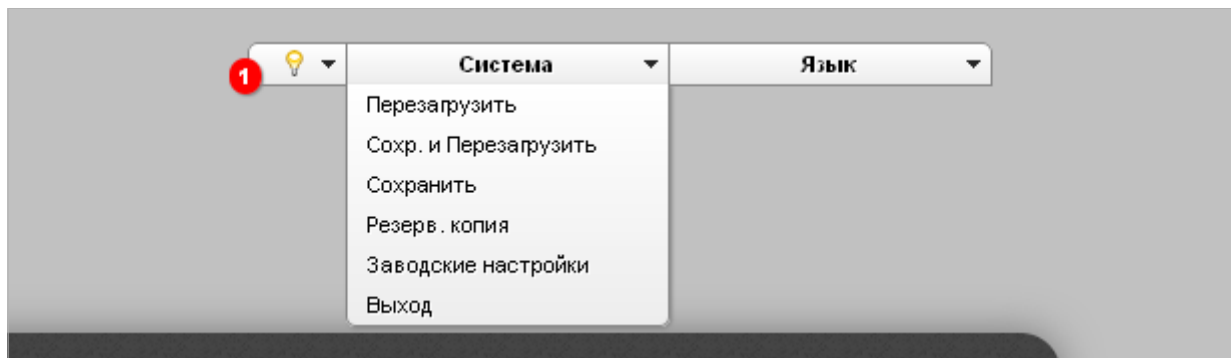 1
Система
Язык
Перезагрузить
Сохр. и Перезагрузить
Сохранить
Резерв. копия
Заводские настройки
Выход